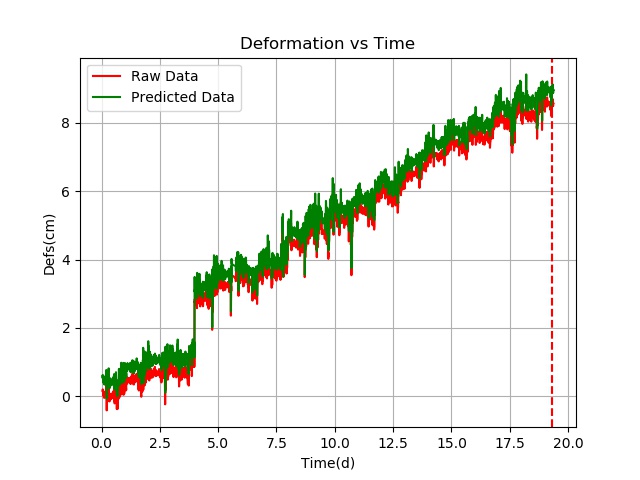 Deformation vs Time
Raw Data
Predicted Data
Defs(cm)
8
6
4
2
0
0.0 2.5 5.0 7.5 10.0 12.5 15.0 17.5 20.0
Time(d)